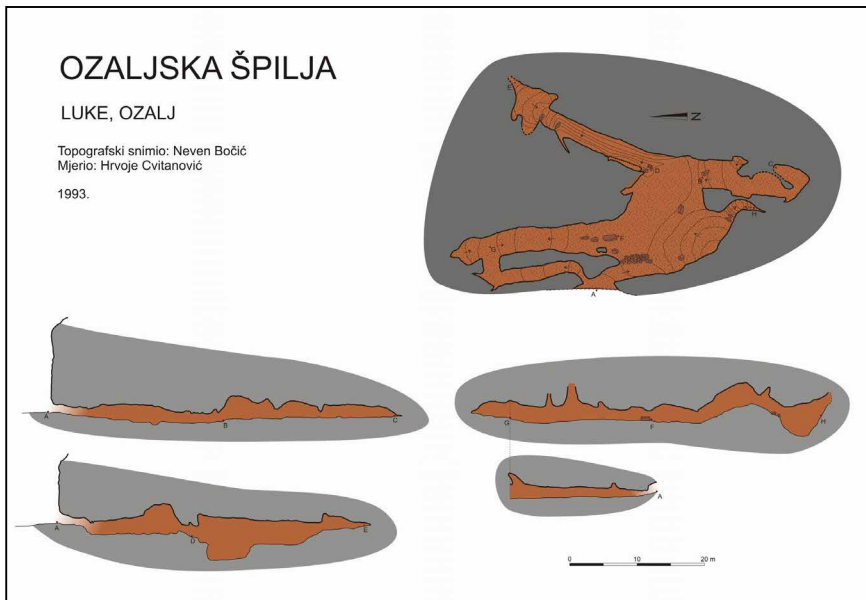 OZALJSKA ŠPILJA
LUKE, OZALJ
Topografski snimio: Neven Bočić
Mjerio: Hrvoje Cvitanović
1993.
E
N
D
B
C
H
G
F
A
A
B
C
G
F
H
A
A
D
E
0
10
20 m